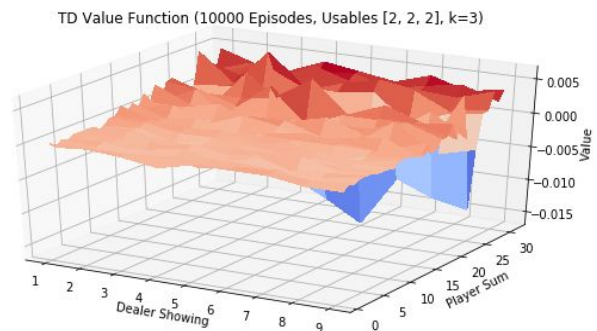 TD Value Function (10000 Episodes, Usables [2, 2, 2], k=3)
0.005
0.000
−0.005
−0.010
−0.015
Value
1 2 3 4 5 6 7 8 9
Dealer Showing
0 5 10 15 20 25 30
Player Sum